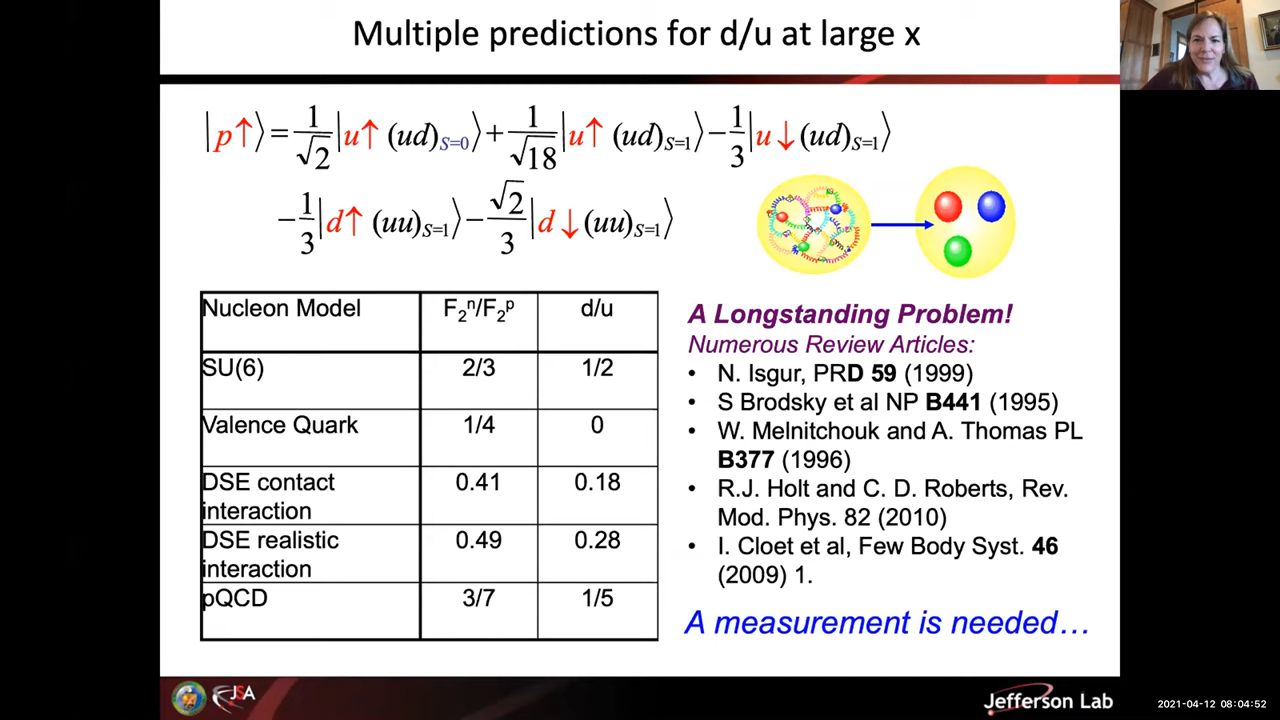 Multiple predictions for d/u at large x
|p↑⟩ = 1/√2 |u↑ (ud)S=0⟩ + 1/√18 |u↑ (ud)S=1⟩ − 1/3 |u↓ (ud)S=1⟩
− 1/3 |d↑ (uu)S=1⟩ − √2/3 |d↓ (uu)S=1⟩
Nucleon Model F₂ⁿ/F₂ᵖ d/u
SU(6) 2/3 1/2
Valence Quark 1/4 0
DSE contact 0.41 0.18
interaction
DSE realistic 0.49 0.28
interaction
pQCD 3/7 1/5
A Longstanding Problem!
Numerous Review Articles:
• N. Isgur, PRD 59 (1999)
• S Brodsky et al NP B441 (1995)
• W. Melnitchouk and A. Thomas PL
B377 (1996)
• R.J. Holt and C. D. Roberts, Rev.
Mod. Phys. 82 (2010)
• I. Cloet et al, Few Body Syst. 46
(2009) 1.
A measurement is needed…
JSA
Jefferson Lab
2021-04-12 08:04:52